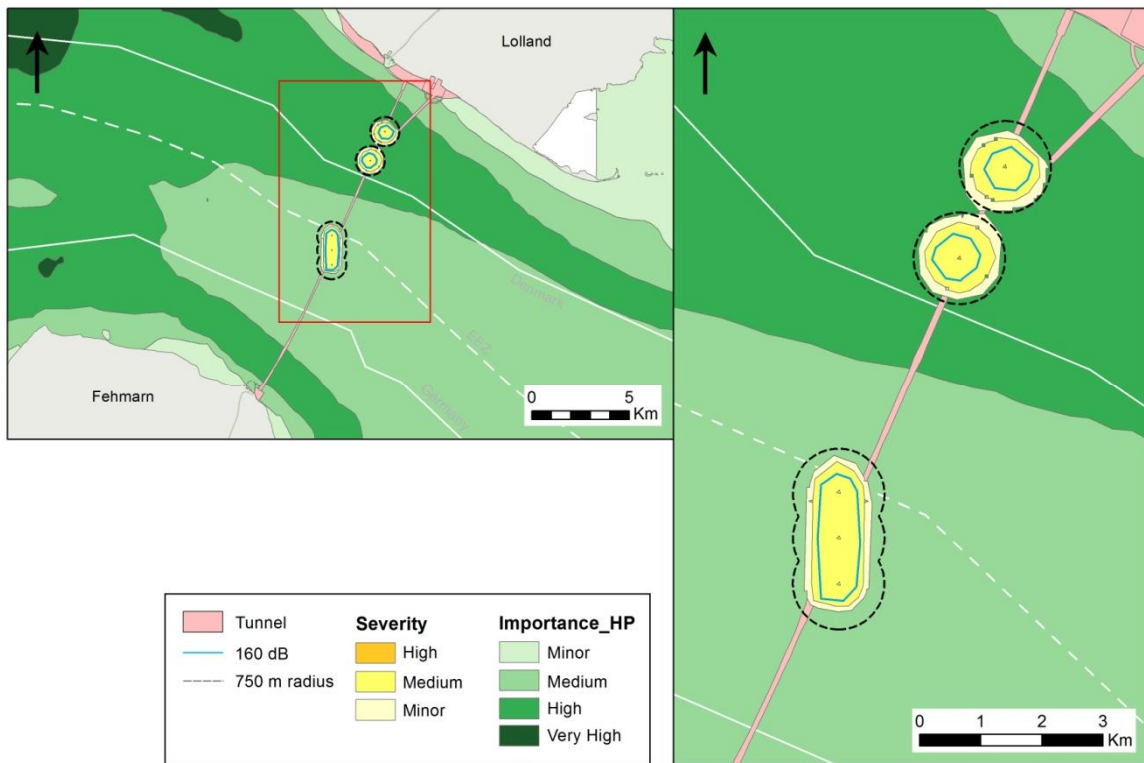 Lolland
Denmark
EEZ
Germany
Fehmarn
0 5
Km
Tunnel
160 dB
750 m radius
Severity
High
Medium
Minor
Importance_HP
Minor
Medium
High
Very High
0 1 2 3
Km